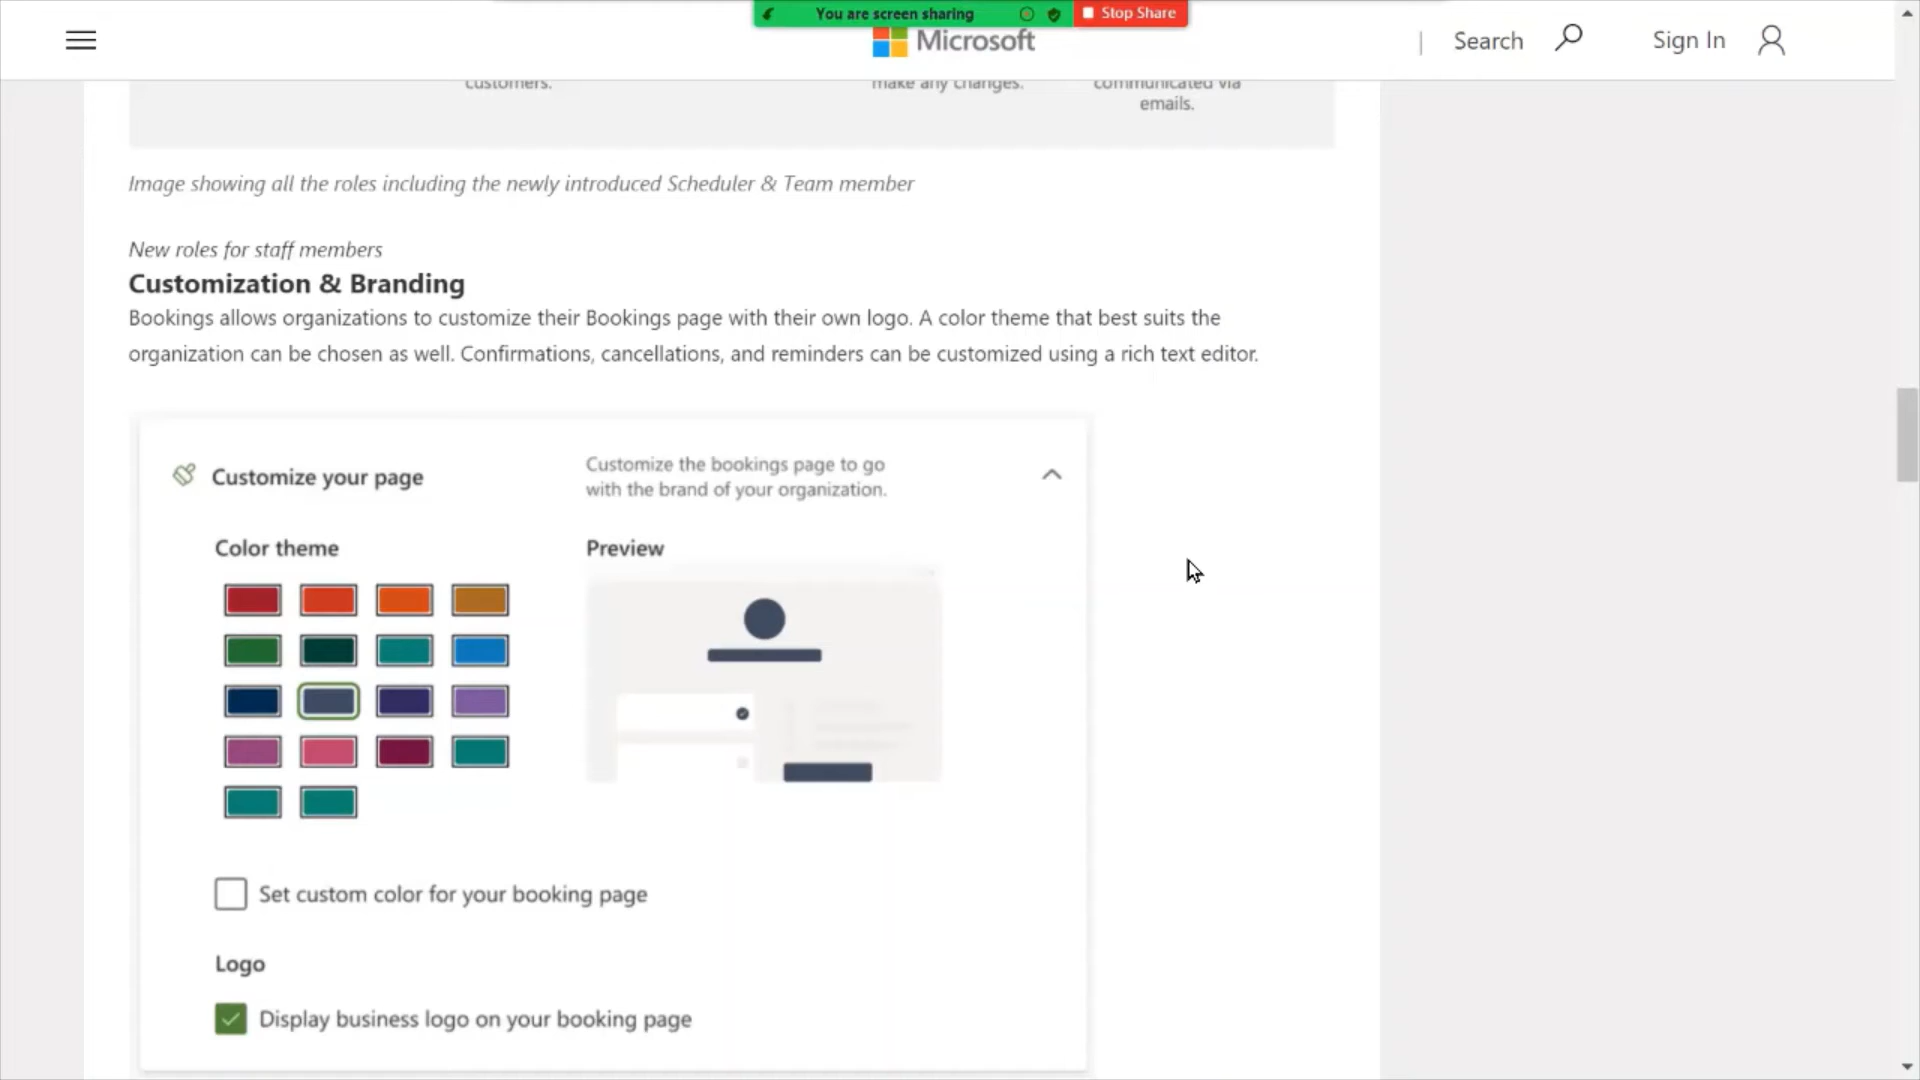 You are screen sharing
Stop Share
Microsoft
Search
Sign In
customers.
make any changes.
communicated via
emails.
Image showing all the roles including the newly introduced Scheduler & Team member
New roles for staff members
Customization & Branding
Bookings allows organizations to customize their Bookings page with their own logo. A color theme that best suits the
organization can be chosen as well. Confirmations, cancellations, and reminders can be customized using a rich text editor.
Customize your page
Customize the bookings page to go
with the brand of your organization.
Color theme
Preview
Set custom color for your booking page
Logo
Display business logo on your booking page